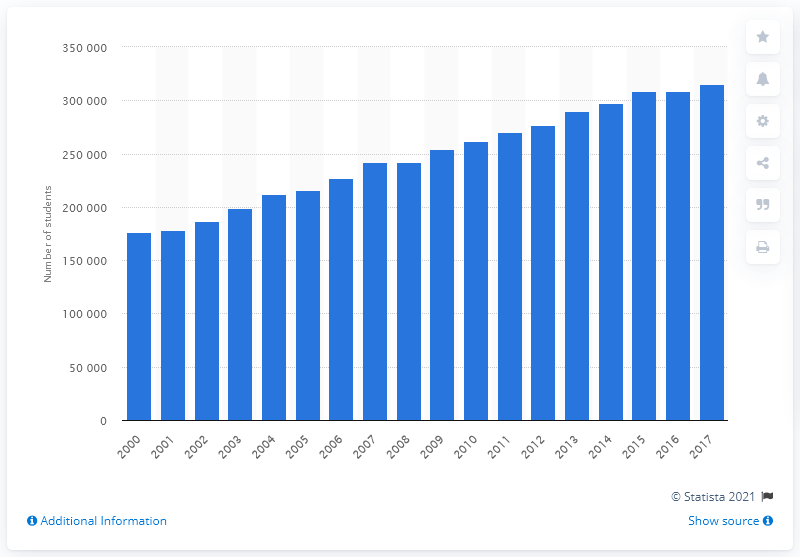 350 000
300 000
250 000
200 000
150 000
100 000
50 000
0
Number of students
2000 2001 2002 2003 2004 2005 2006 2007 2008 2009 2010 2011 2012 2013 2014 2015 2016 2017
© Statista 2021
Additional Information
Show source